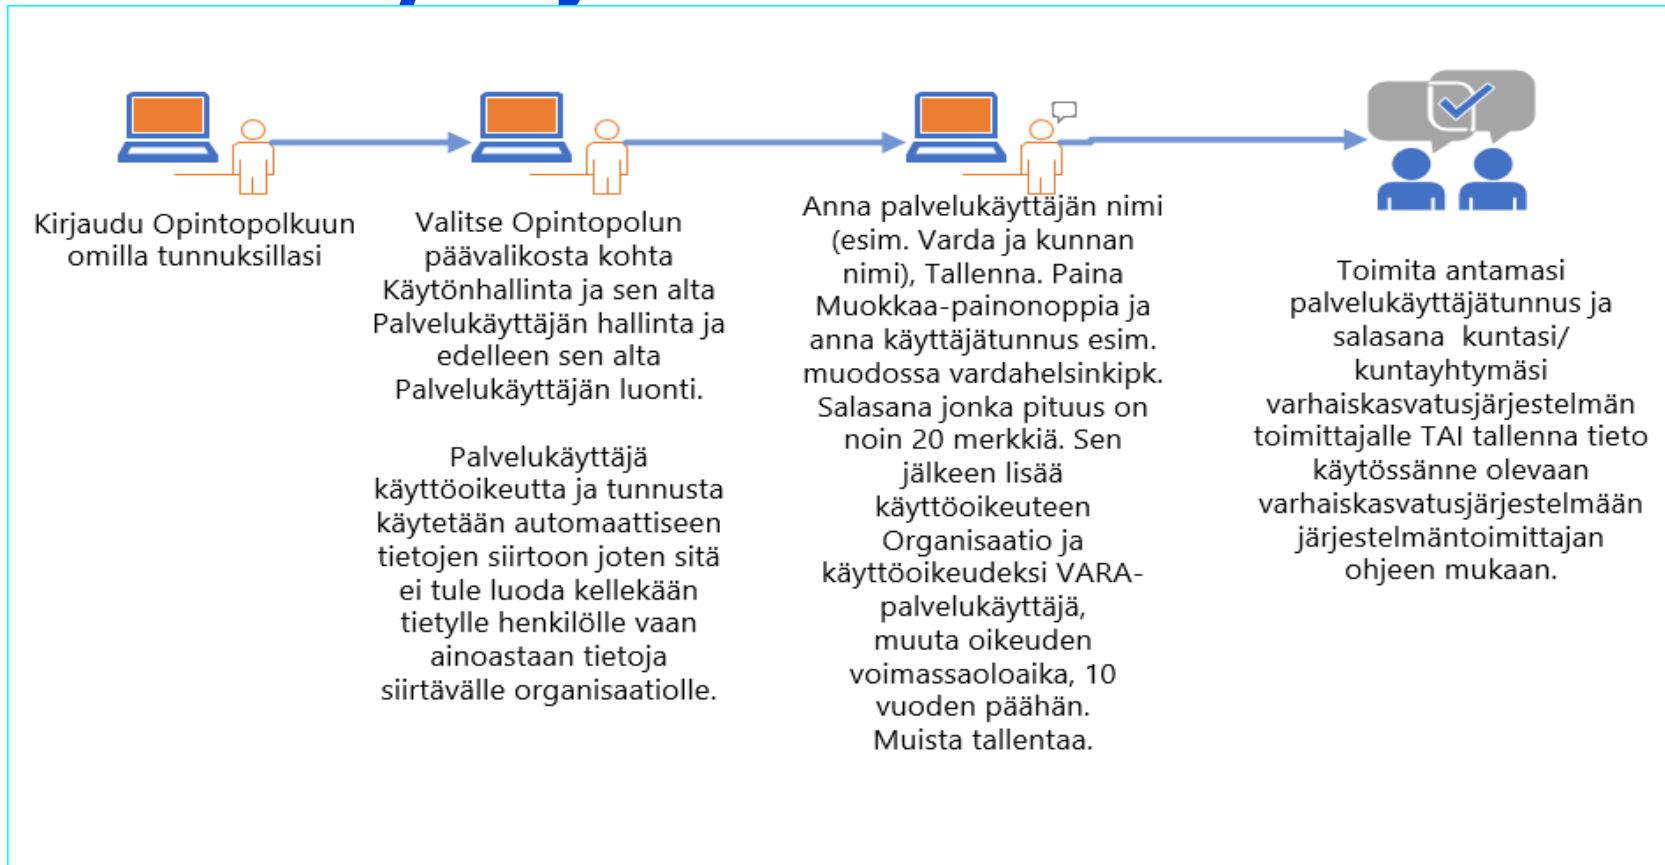 Kirjaudu Opintopolkuun
omilla tunnuksillasi
Valitse Opintopolun
päävalikosta kohta
Käytönhallinta ja sen alta
Palvelukäyttäjän hallinta ja
edelleen sen alta
Palvelukäyttäjän luonti.
Palvelukäyttäjä
käyttöoikeutta ja tunnusta
käytetään automaattiseen
tietojen siirtoon joten sitä
ei tule luoda kellekään
tietylle henkilölle vaan
ainoastaan tietoja
siirtävälle organisaatiolle.
Anna palvelukäyttäjän nimi
(esim. Varda ja kunnan
nimi), Tallenna. Paina
Muokkaa-painonoppia ja
anna käyttäjätunnus esim.
muodossa vardahelsinkipk.
Salasana jonka pituus on
noin 20 merkkiä. Sen
jälkeen lisää
käyttöoikeuteen
Organisaatio ja
käyttöoikeudeksi VARA-
palvelukäyttäjä,
muuta oikeuden
voimassaoloaika, 10
vuoden päähän.
Muista tallentaa.
Toimita antamasi
palvelukäyttäjätunnus ja
salasana kuntasi/
kuntayhtymäsi
varhaiskasvatusjärjestelmän
toimittajalle TAI tallenna tieto
käytössänne olevaan
varhaiskasvatusjärjestelmään
järjestelmäntoimittajan
ohjeen mukaan.